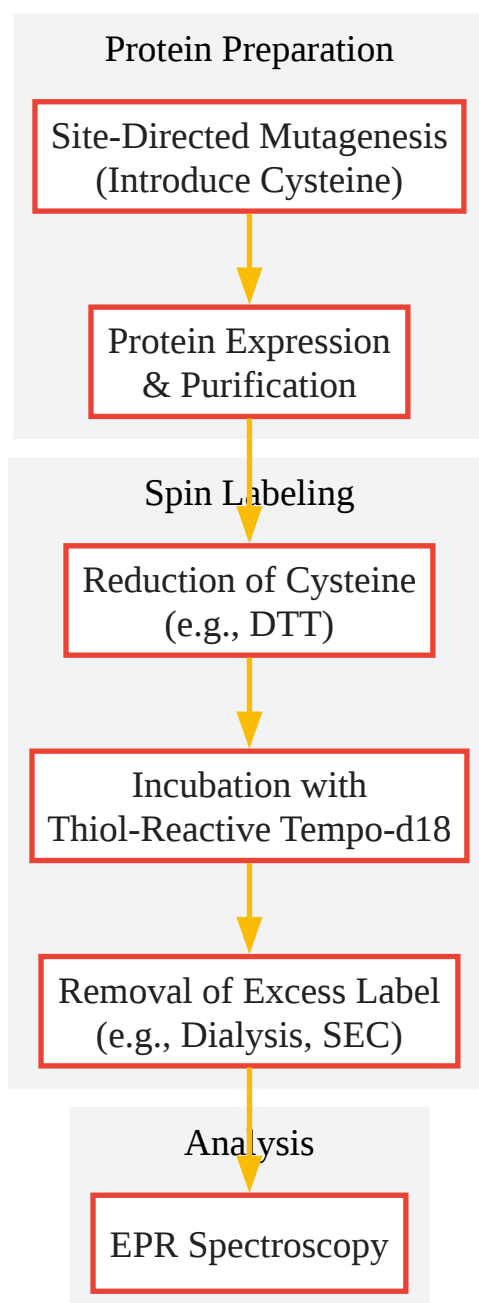 Protein Preparation
Site-Directed Mutagenesis
(Introduce Cysteine)
Protein Expression
& Purification
Spin Labeling
Reduction of Cysteine
(e.g., DTT)
Incubation with
Thiol-Reactive Tempo-d18
Removal of Excess Label
(e.g., Dialysis, SEC)
Analysis
EPR Spectroscopy